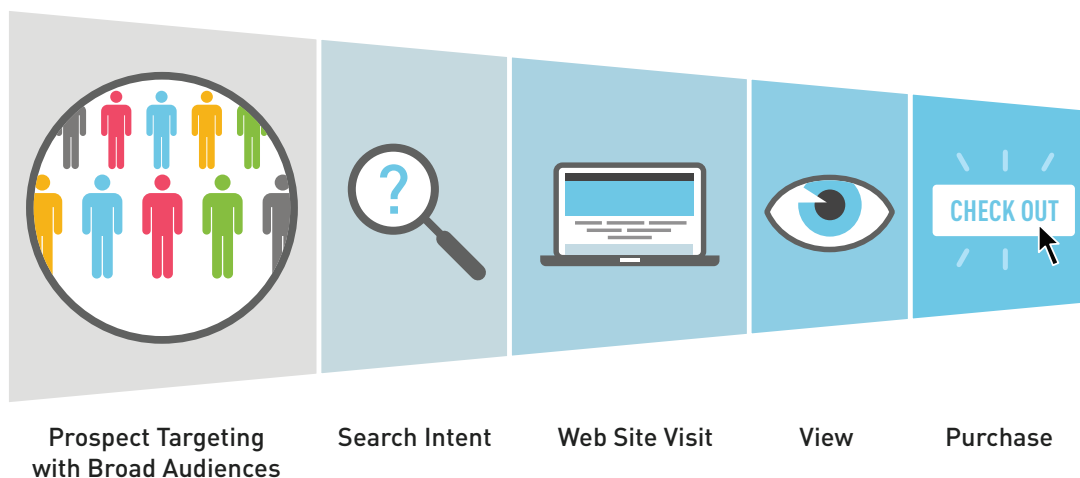 ?
CHECK OUT
Prospect Targeting
with Broad Audiences
Search Intent
Web Site Visit
View
Purchase